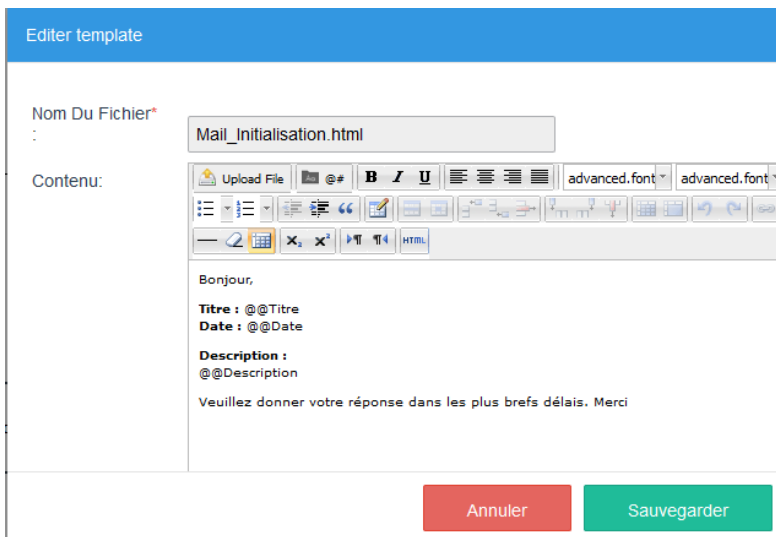 Editer template
Nom Du Fichier*
:
Mail_Initialisation.html
Contenu:
Upload File Aa @# B I U advanced.font advanced.font
HTML
Bonjour,
Titre : @@Titre
Date : @@Date
Description :
@@Description
Veuillez donner votre réponse dans les plus brefs délais. Merci
Annuler Sauvegarder